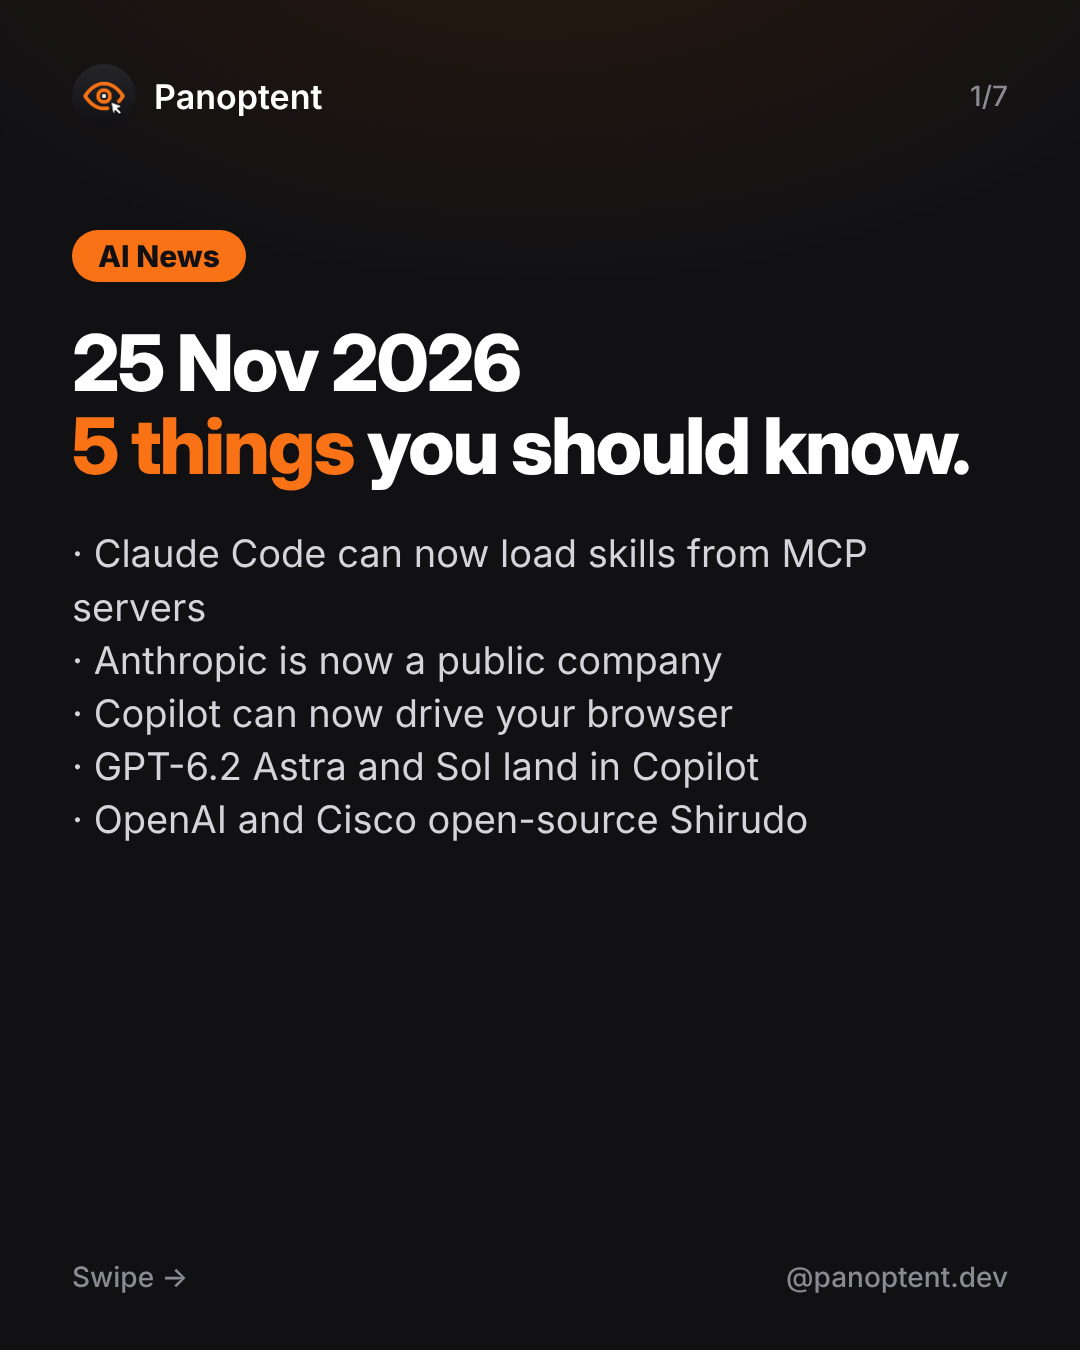 Panoptent
1/7
AI News
25 Nov 2026
5 things you should know.
· Claude Code can now load skills from MCP
servers
· Anthropic is now a public company
· Copilot can now drive your browser
· GPT-6.2 Astra and Sol land in Copilot
· OpenAI and Cisco open-source Shirudo
Swipe →
@panoptent.dev